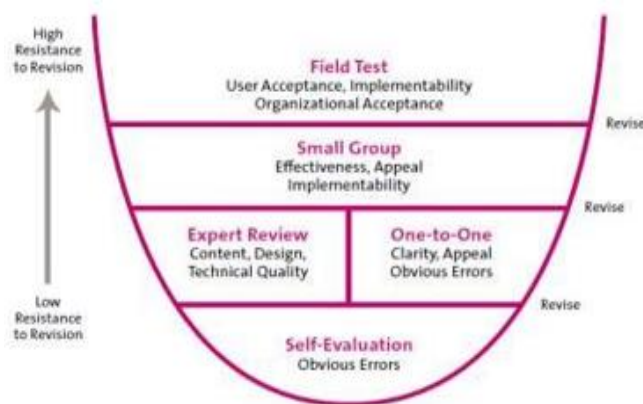 High
Resistance
to Revision
Field Test
User Acceptance, Implementability
Organizational Acceptance
Revise
Small Group
Effectiveness, Appeal
Implementability
Revise
Expert Review
Content, Design,
Technical Quality
One-to-One
Clarity, Appeal
Obvious Errors
Low
Resistance
to Revision
Revise
Self-Evaluation
Obvious Errors